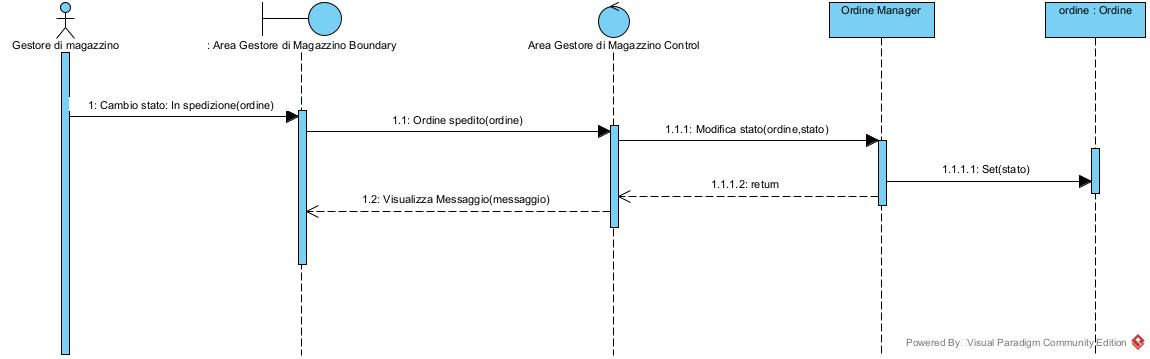 Ordine Manager
ordine : Ordine
Gestore di magazzino
: Area Gestore di Magazzino Boundary
Area Gestore di Magazzino Control
1: Cambio stato: In spedizione(ordine)
1.1: Ordine spedito(ordine)
1.1.1: Modifica stato(ordine,stato)
1.1.1.1: Set(stato)
1.1.1.2: return
1.2: Visualizza Messaggio(messaggio)
Powered By Visual Paradigm Community Edition